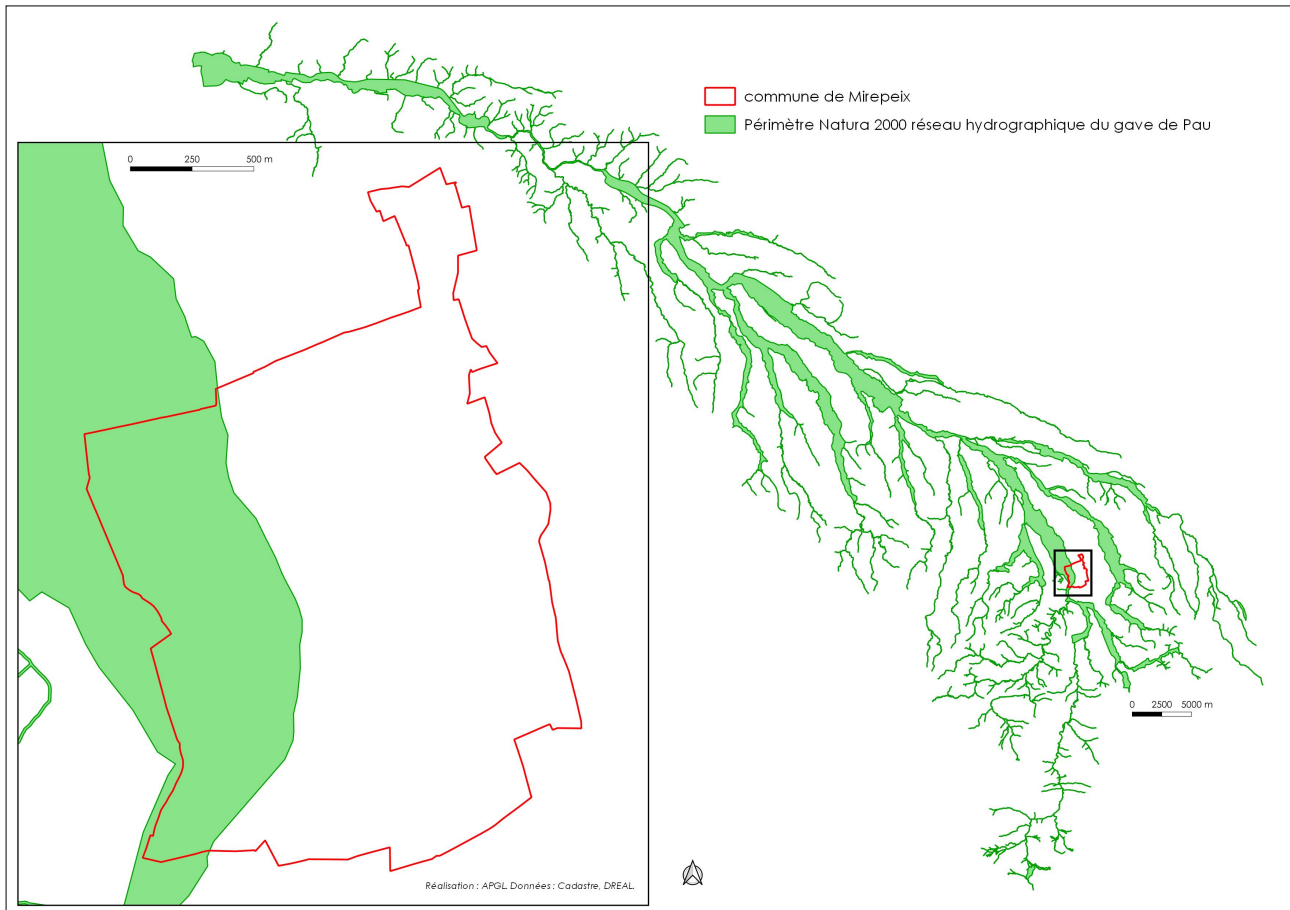 commune de Mirepeix
Périmètre Natura 2000 réseau hydrographique du gave de Pau
0 250 500 m
0 2500 5000 m
Réalisation : APGL. Données : Cadastre, DREAL.